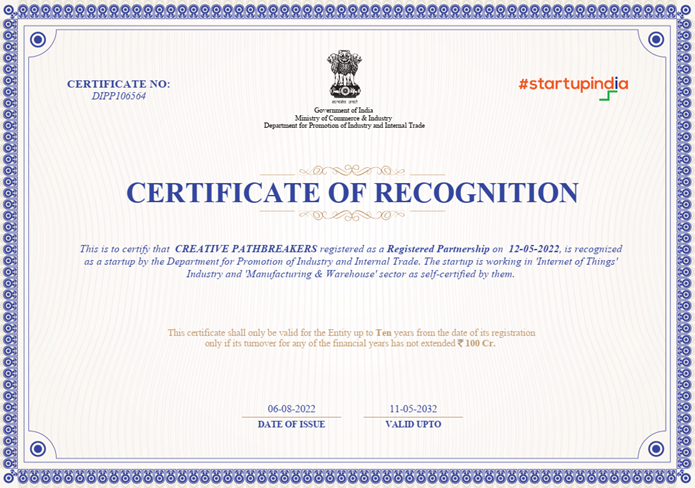 CERTIFICATE NO:
DIPP106564
सत्यमेव जयते
Government of India
Ministry of Commerce & Industry
Department for Promotion of Industry and Internal Trade
#startupindia
CERTIFICATE OF RECOGNITION
This is to certify that CREATIVE PATHBREAKERS registered as a Registered Partnership on 12-05-2022, is recognized
as a startup by the Department for Promotion of Industry and Internal Trade. The startup is working in 'Internet of Things'
Industry and 'Manufacturing & Warehouse' sector as self-certified by them.
This certificate shall only be valid for the Entity up to Ten years from the date of its registration
only if its turnover for any of the financial years has not extended ₹ 100 Cr.
06-08-2022
DATE OF ISSUE
11-05-2032
VALID UPTO